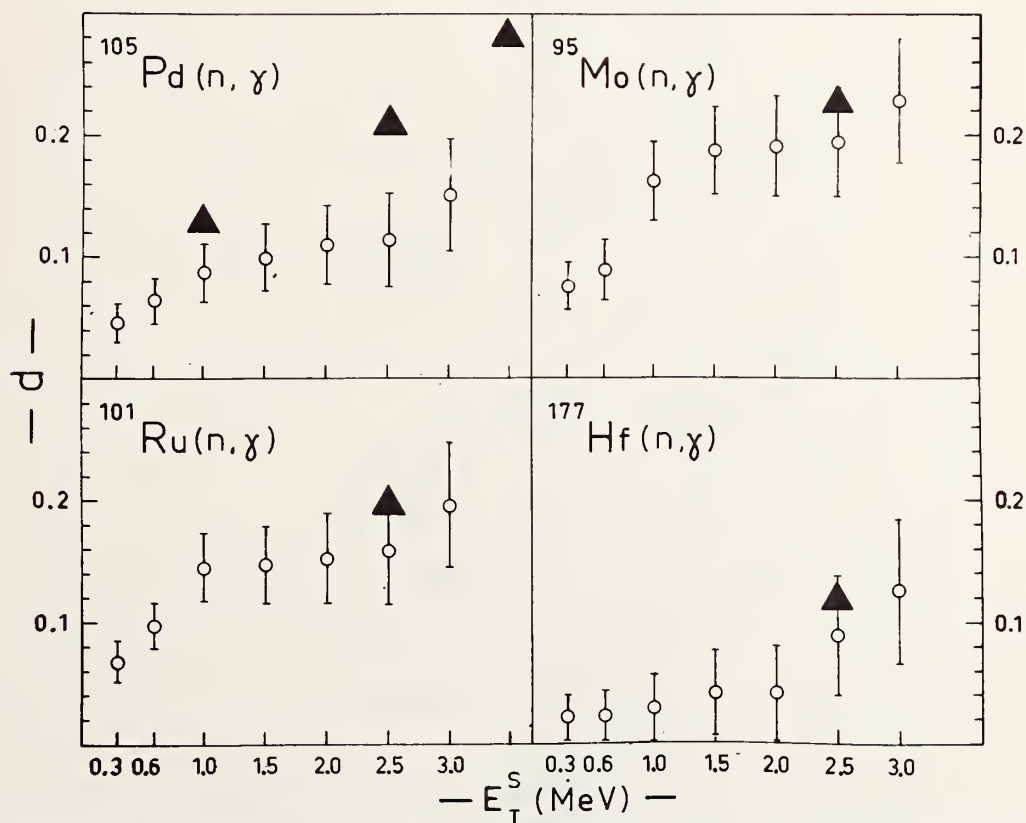 105Pd (n, γ)
95Mo (n, γ)
0.2
0.2
0.1
0.1
— d —
101Ru (n, γ)
177Hf (n,γ)
0.2
0.2
0.1
0.1
0.3 0.6 1.0 1.5 2.0 2.5 3.0
0.3 0.6 1.0 1.5 2.0 2.5 3.0
— E_I^S (MeV) —